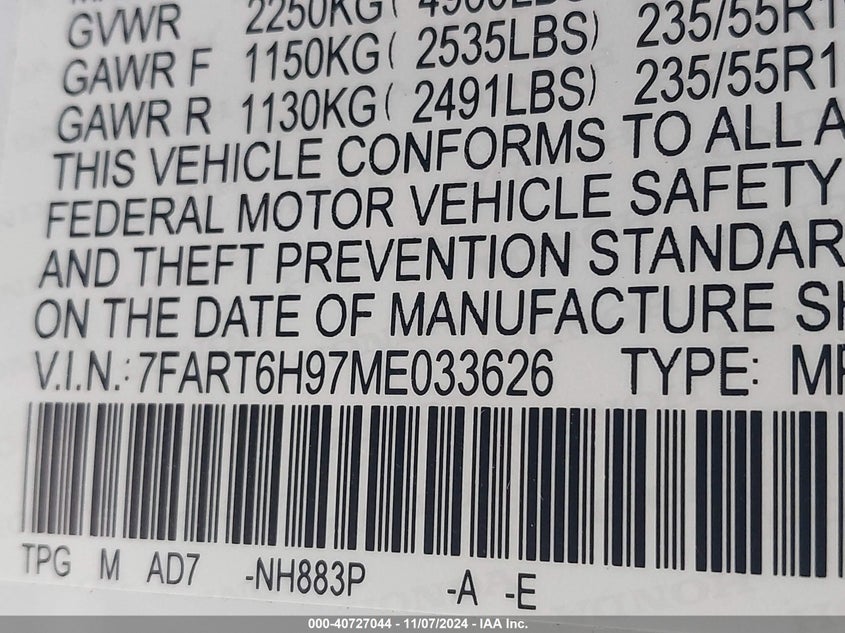 GVWR 2250KG(
GAWR F 1150KG( 2535LBS) 235/55R1
GAWR R 1130KG( 2491LBS) 235/55R1
THIS VEHICLE CONFORMS TO ALL A
FEDERAL MOTOR VEHICLE SAFETY
AND THEFT PREVENTION STANDAR
ON THE DATE OF MANUFACTURE SH
V.I.N.: 7FART6H97ME033626 TYPE: MP
TPG M AD7 -NH883P -A -E
000-40727044 - 11/07/2024 - IAA Inc.